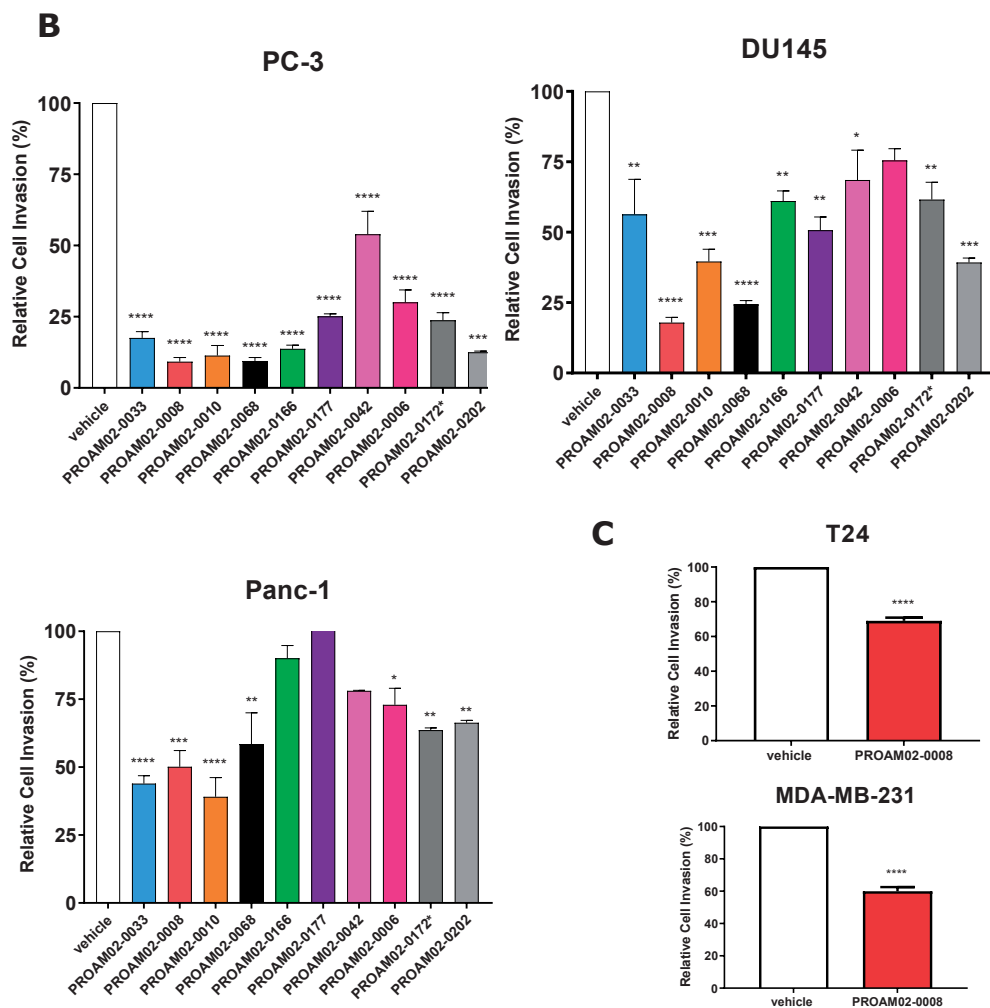 B
PC-3
Relative Cell Invasion (%)
100
75
50
25
0
****
****
****
****
****
****
****
****
****
***
vehicle
PROAM02-0033
PROAM02-0008
PROAM02-0010
PROAM02-0068
PROAM02-0166
PROAM02-0177
PROAM02-0042
PROAM02-0006
PROAM02-0172*
PROAM02-0202
DU145
Relative Cell Invasion (%)
100
75
50
25
0
**
****
***
****
**
**
*
**
***
vehicle
PROAM02-0033
PROAM02-0008
PROAM02-0010
PROAM02-0068
PROAM02-0166
PROAM02-0177
PROAM02-0042
PROAM02-0006
PROAM02-0172*
PROAM02-0202
Panc-1
Relative Cell Invasion (%)
100
75
50
25
0
****
***
****
**
*
**
**
vehicle
PROAM02-0033
PROAM02-0008
PROAM02-0010
PROAM02-0068
PROAM02-0166
PROAM02-0177
PROAM02-0042
PROAM02-0006
PROAM02-0172*
PROAM02-0202
C
T24
Relative Cell Invasion (%)
100
80
60
40
20
0
****
vehicle
PROAM02-0008
MDA-MB-231
Relative Cell Invasion (%)
100
80
60
40
20
0
****
vehicle
PROAM02-0008